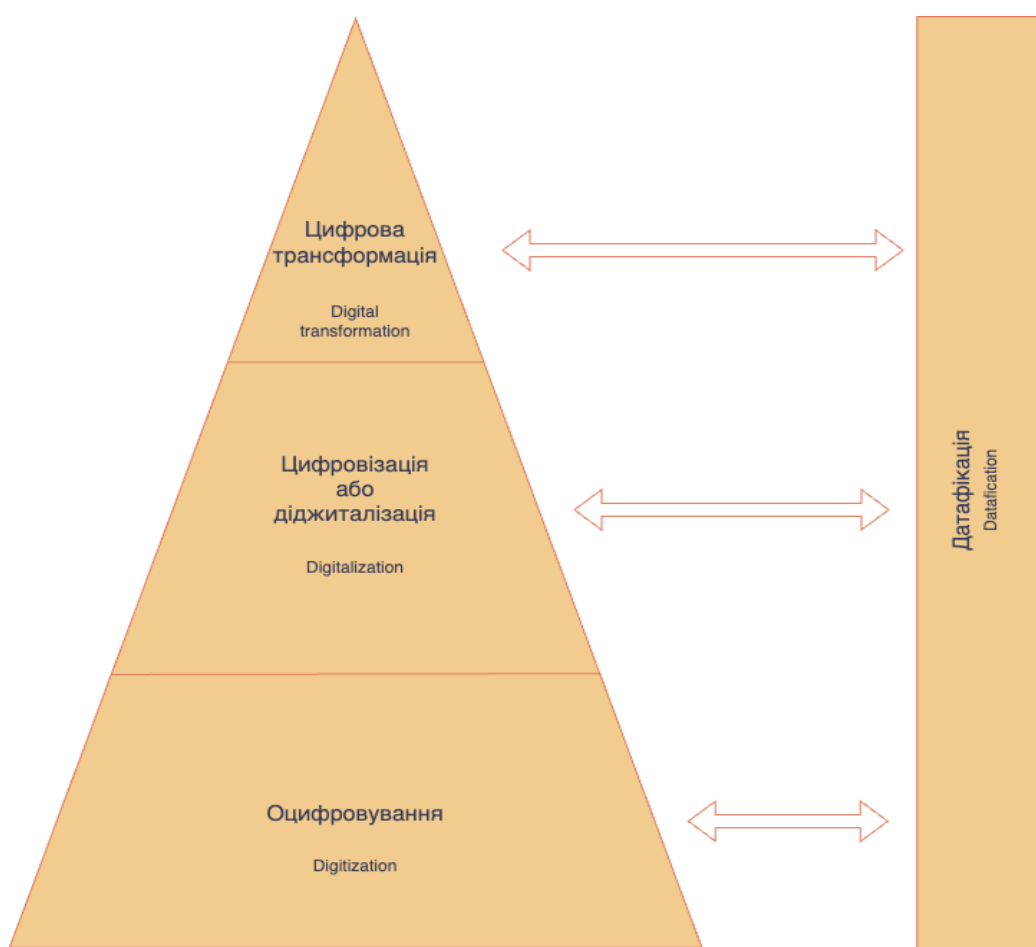 Цифрова
трансформація
Digital
transformation
Цифровізація
або
діджиталізація
Digitalization
Оцифровування
Digitization
Датафікація
Datafication